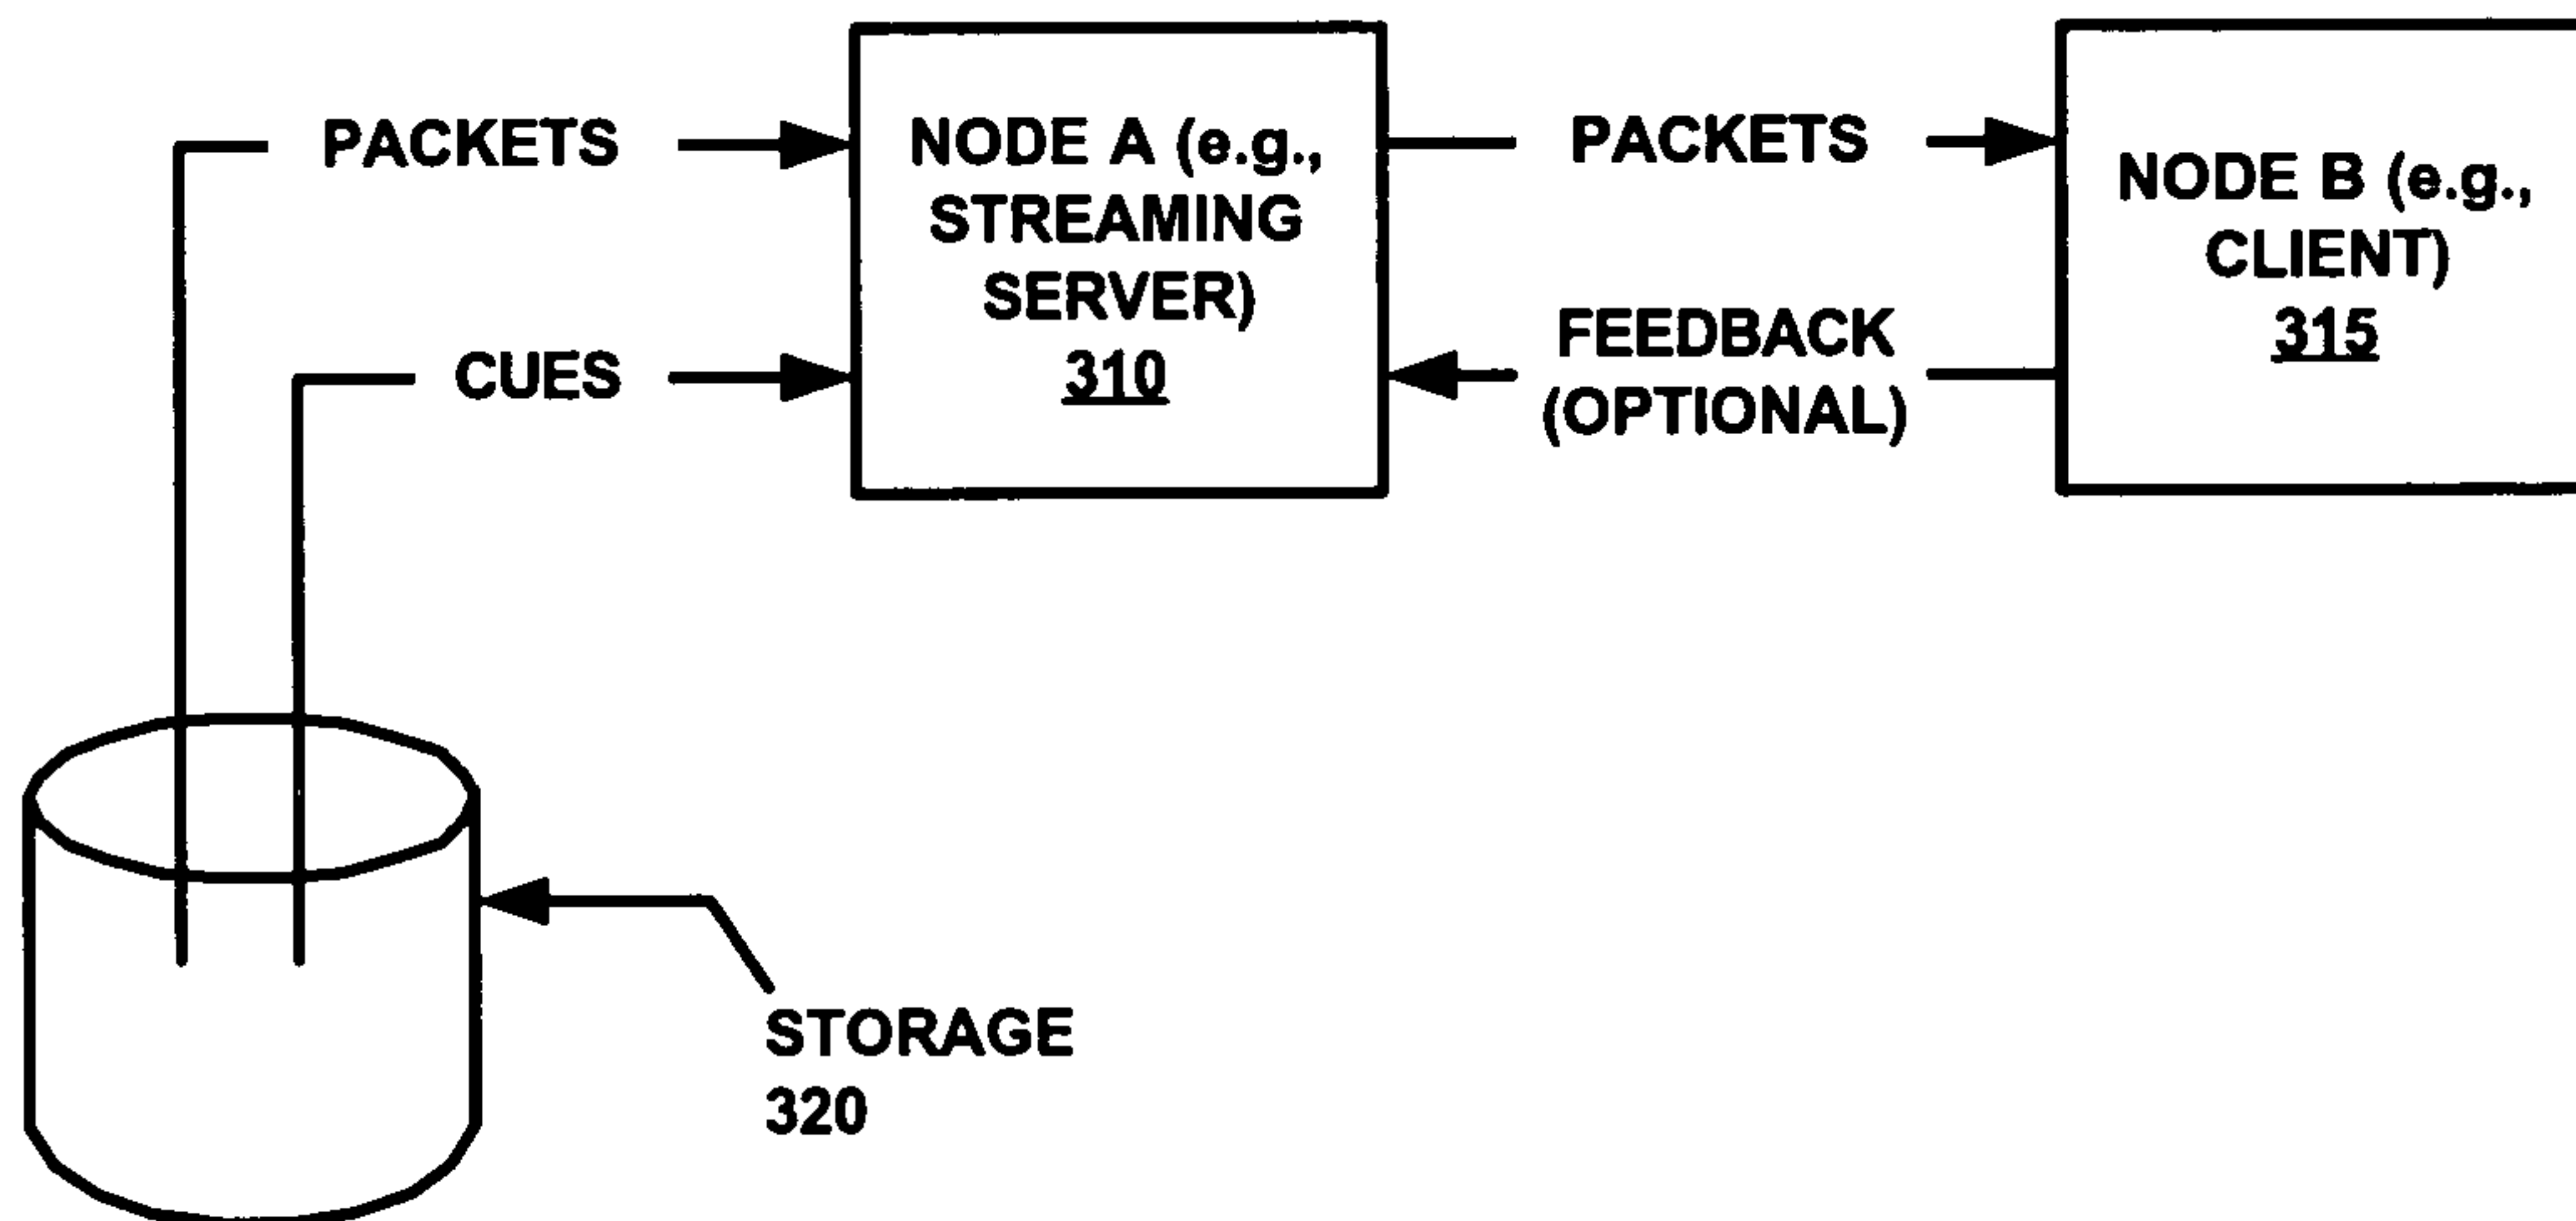 PACKETS
NODE A (e.g.,
STREAMING
SERVER)
310
PACKETS
NODE B (e.g.,
CLIENT)
315
CUES
FEEDBACK
(OPTIONAL)
STORAGE
320